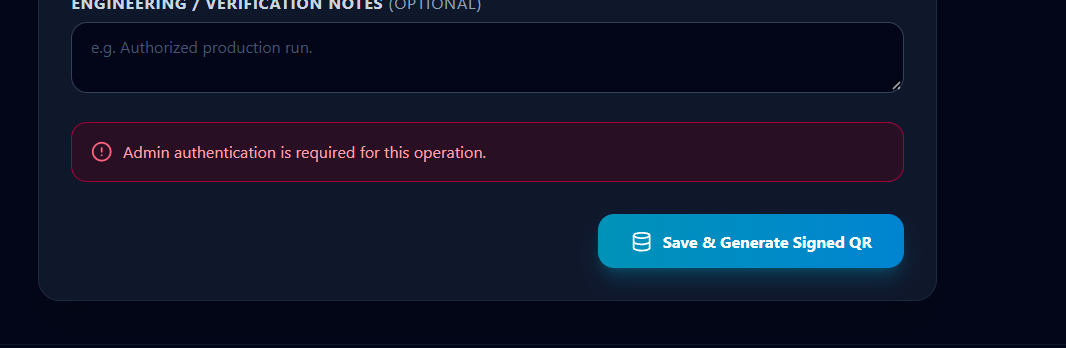 ENGINEERING / VERIFICATION NOTES (OPTIONAL)
e.g. Authorized production run.
Admin authentication is required for this operation.
Save & Generate Signed QR